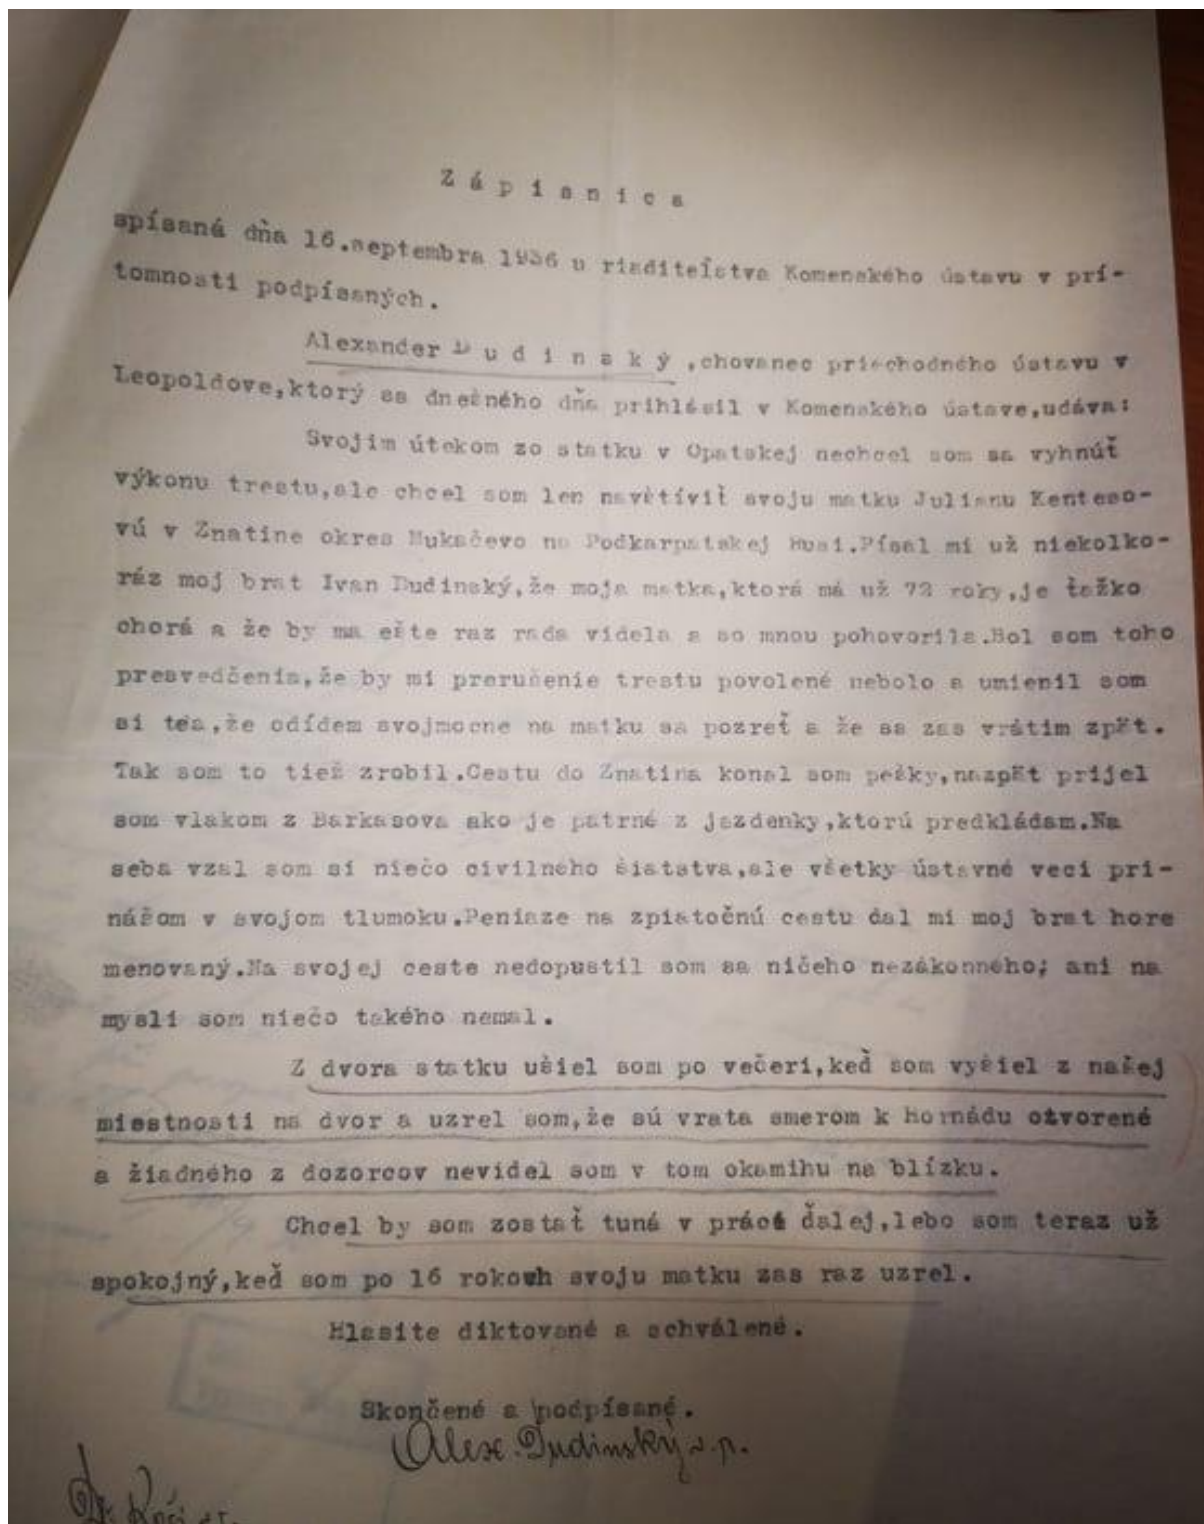 Z á p i s n i c a
spísaná dňa 16.septembra 1936 u riaditeľstva Komenského ústavu v prí-
tomnosti podpísaných.
Alexander D u d i n s k ý ,chovanec priechodného ústavu v
Leopoldove,ktorý sa dnešného dňa prihlásil v Komenského ústave,udáva:
Svojim útekom zo statku v Opatskej nechcel som sa vyhnúť
výkonu trestu,ale chcel som len navštíviť svoju matku Julianu Kenteso-
vú v Znatine okres Mukačevo na Podkarpatskej Rusi.Písal mi už niekolko-
ráz moj brat Ivan Dudinský,že moja matka,ktorá má už 72 roky,je ťažko
chorá a že by ma ešte raz rada videla a so mnou pohovorila.Bol som toho
presvedčenia,že by mi prerušenie trestu povolené nebolo a umienil som
si tea,že odídem svojmocne na matku sa pozreť a že sa zas vrátim zpät.
Tak som to tiež zrobil.Cestu do Znatina konal som pešky,nazpät prijel
som vlakom z Barkasova ako je patrné z jazdenky,ktorú predkládam.Na
seba vzal som si niečo civilného šiatstva,ale všetky ústavné veci pri-
nášom v svojom tlumoku.Peniaze na zpiatočnú cestu dal mi moj brat hore
menovaný.Na svojej ceste nedopustil som sa ničeho nezákonného; ani na
mysli som niečo takého nemal.
Z dvora statku ušiel som po večeri,keď som vyšiel z našej
miestnosti na dvor a uzrel som,že sú vrata smerom k hornádu otvorené
a žiadného z dozorcov nevidel som v tom okamihu na blízku.
Chcel by som zostať tuná v práci ďalej,lebo som teraz už
spokojný,keď som po 16 rokowh svoju matku zas raz uzrel.
Hlasite diktované a schválené.
Skončené a podpísané.
Alex. Dudinský v.r.
Dr. Kočí